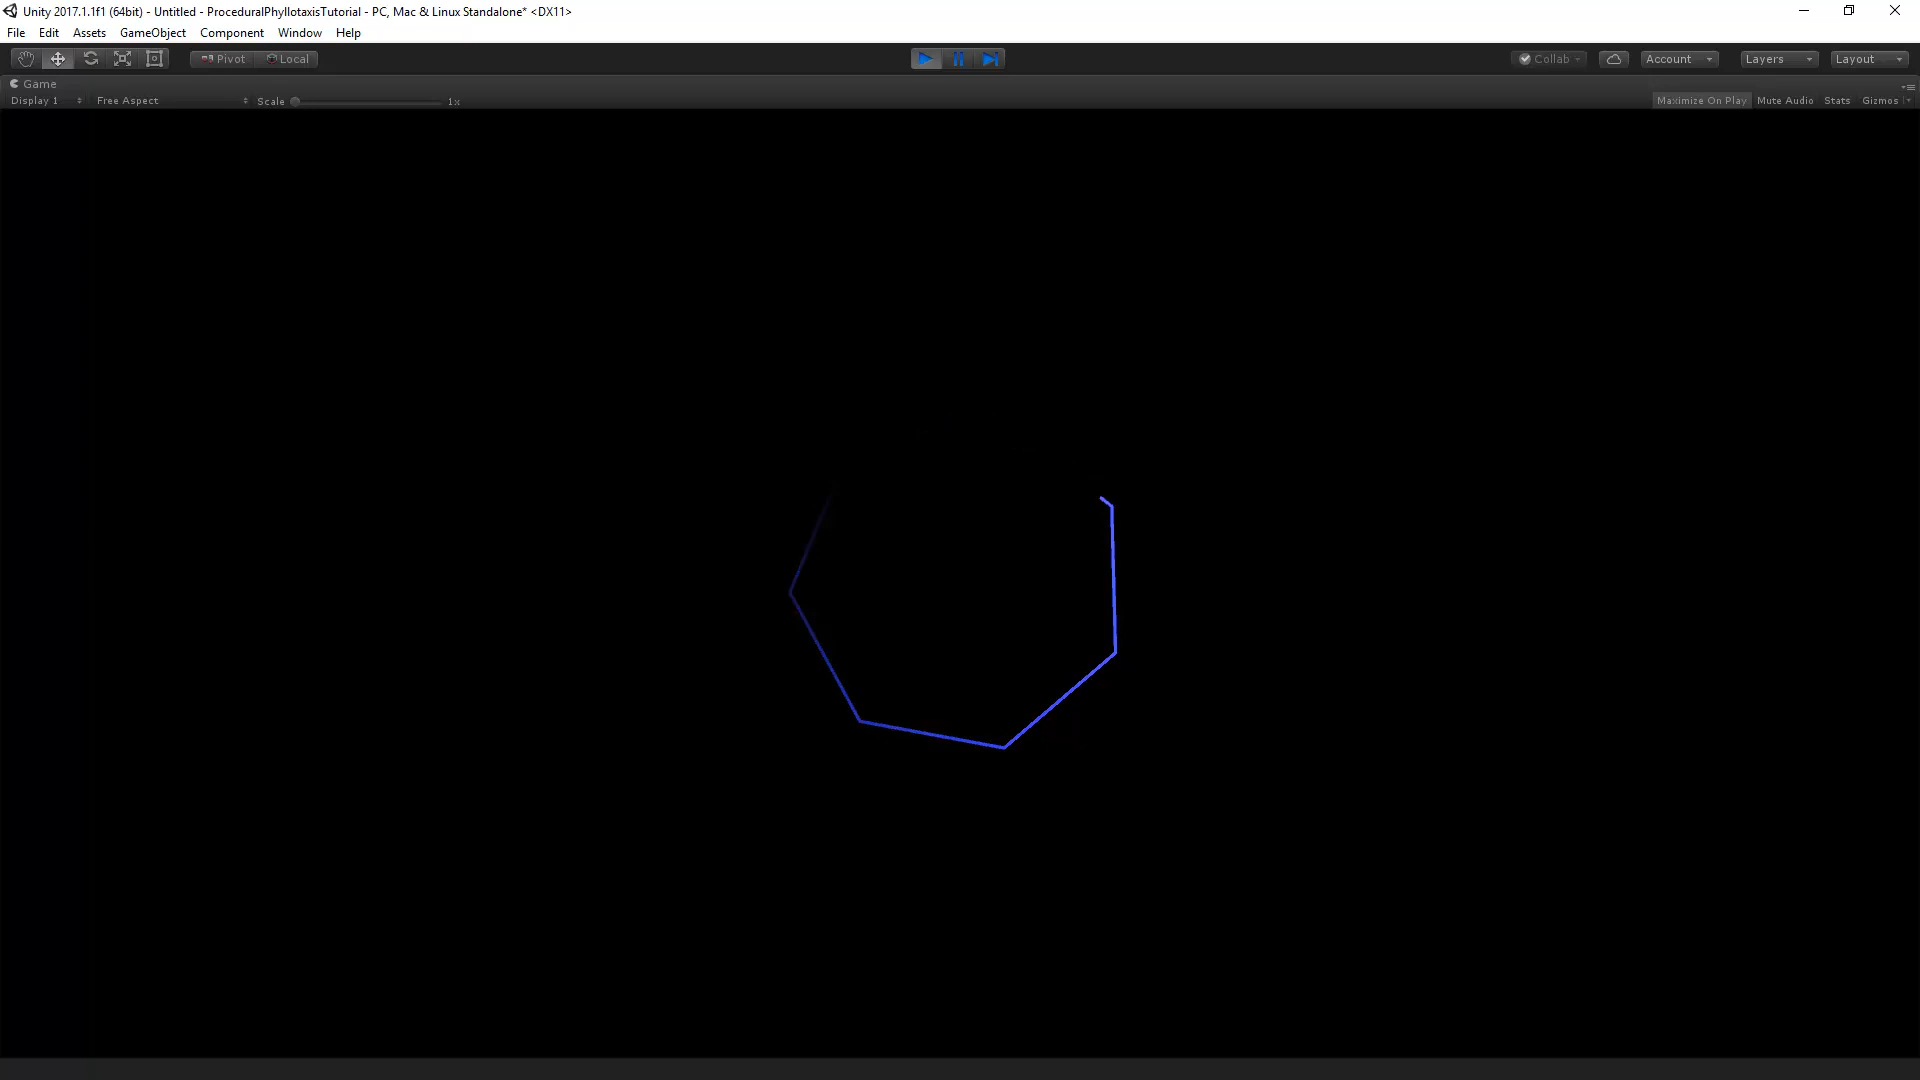 Unity 2017.1.1f1 (64bit) - Untitled - ProceduralPhyllotaxisTutorial - PC, Mac & Linux Standalone* <DX11>
File Edit Assets GameObject Component Window Help
Pivot Local Collab Account Layers Layout
Game
Display 1 Free Aspect Scale 1x Maximize On Play Mute Audio Stats Gizmos